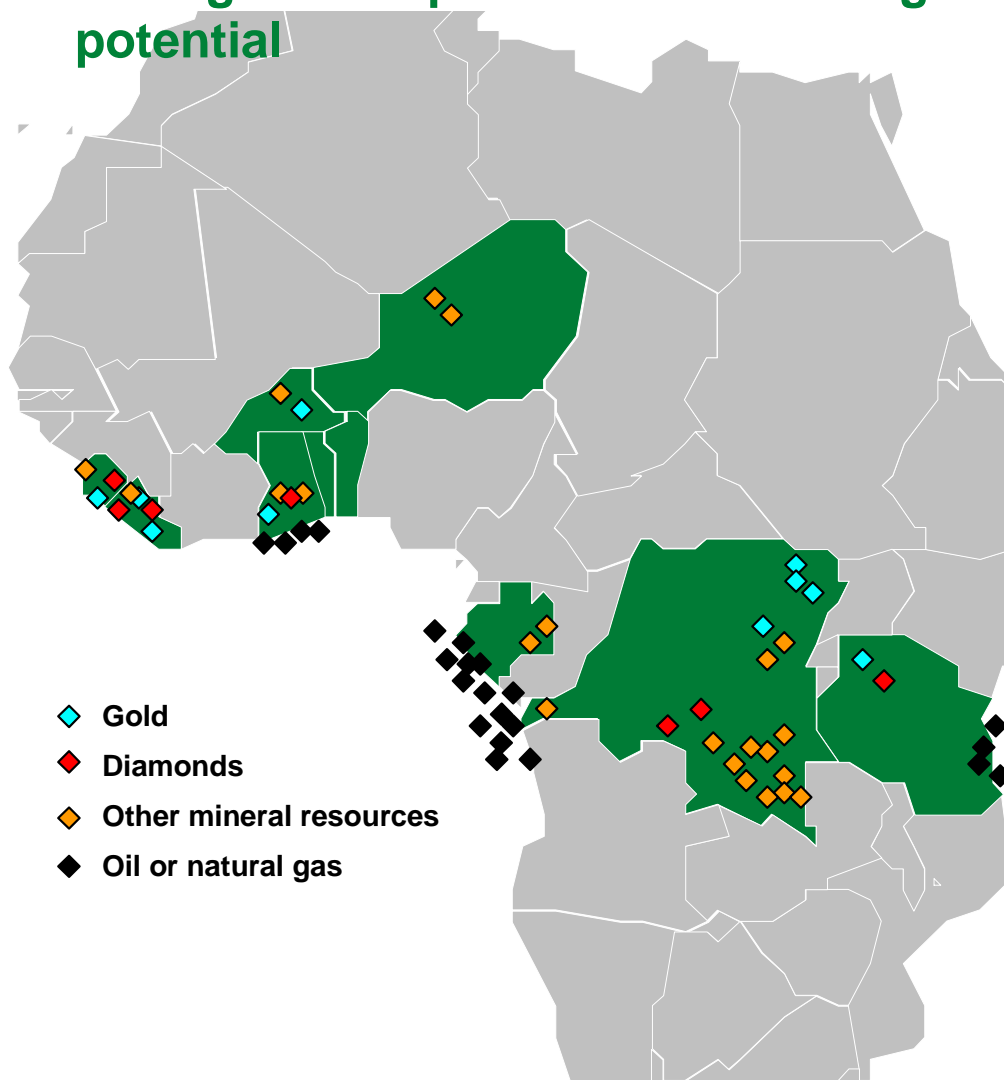 potential
Gold
Diamonds
Other mineral resources
Oil or natural gas